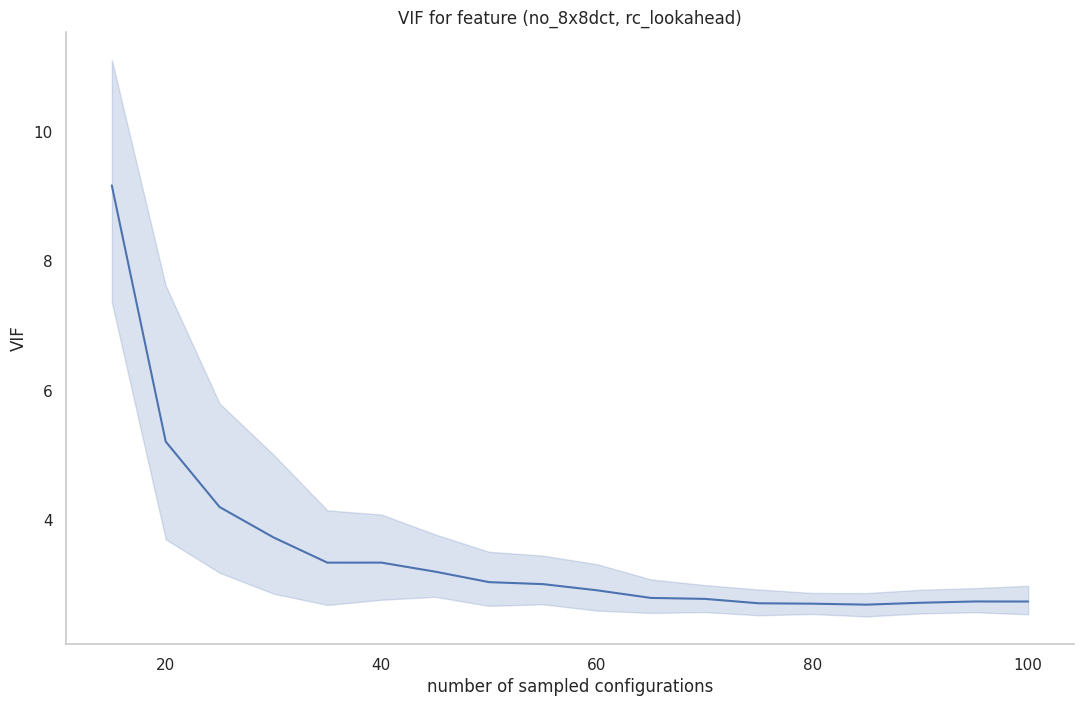 VIF for feature (no_8x8dct, rc_lookahead)
10
8
6
4
VIF
20 40 60 80 100
number of sampled configurations